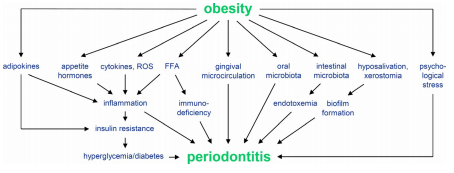 obesity
adipokines
appetite
hormones
cytokines, ROS
FFA
gingival
microcirculation
oral
microbiota
intestinal
microbiota
hyposalivation,
xerostomia
psycho-
logical
stress
inflammation
immuno-
deficiency
endotoxemia
biofilm
formation
insulin resistance
hyperglycemia/diabetes
periodontitis